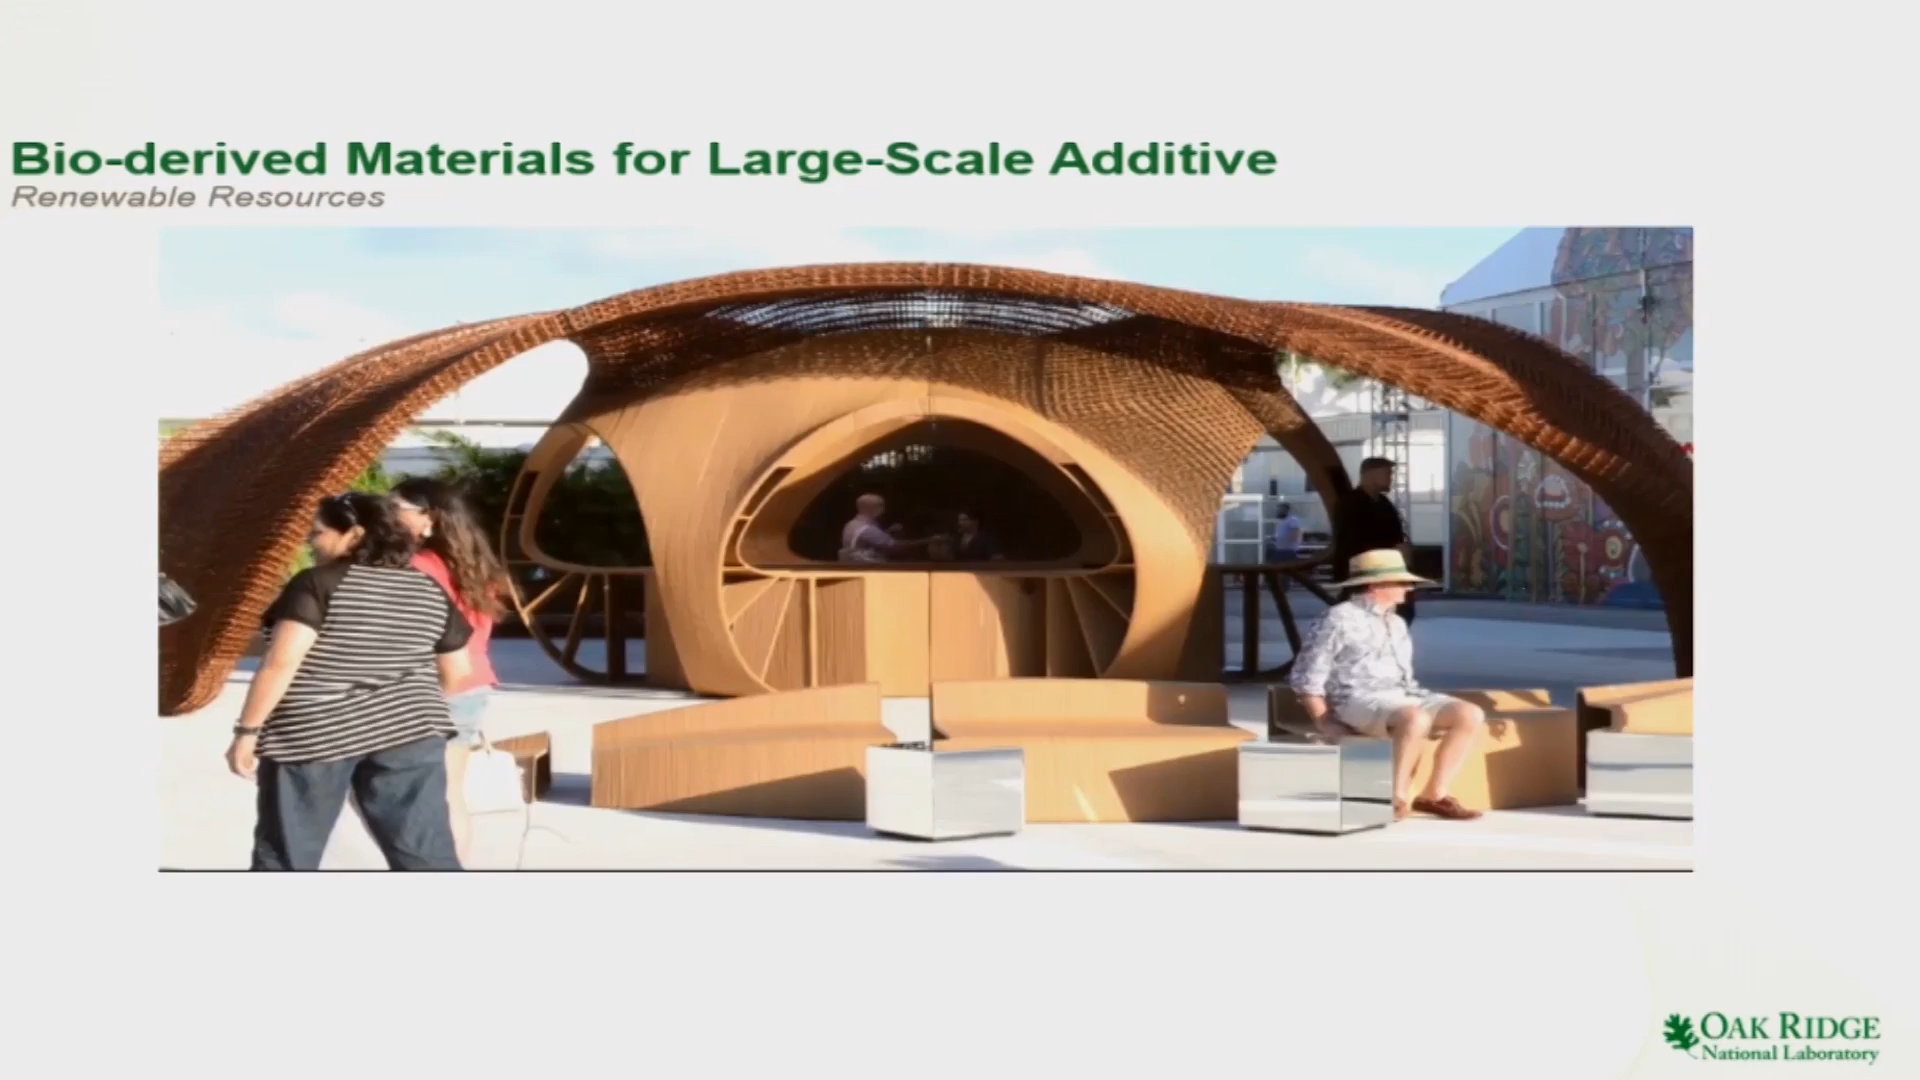 Bio-derived Materials for Large-Scale Additive
Renewable Resources
OAK RIDGE
National Laboratory